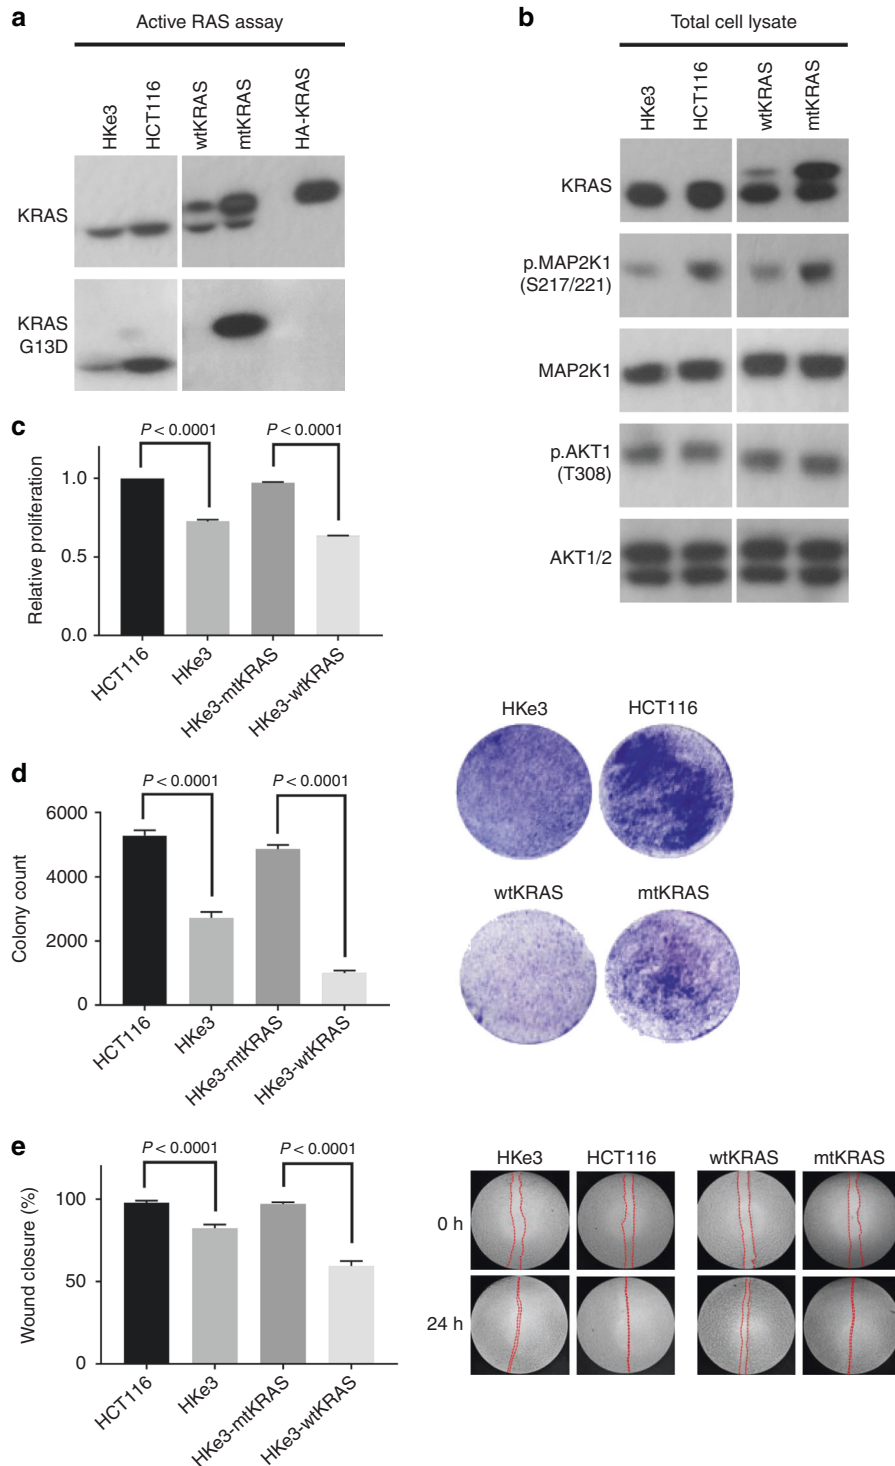 a
Active RAS assay
HKe3
HCT116
wtKRAS
mtKRAS
HA-KRAS
KRAS
KRAS
G13D
b
Total cell lysate
HKe3
HCT116
wtKRAS
mtKRAS
KRAS
p.MAP2K1
(S217/221)
MAP2K1
p.AKT1
(T308)
AKT1/2
c
P < 0.0001
P < 0.0001
Relative proliferation
1.0
0.5
0.0
HCT116
HKe3
HKe3-mtKRAS
HKe3-wtKRAS
d
P < 0.0001
P < 0.0001
Colony count
6000
4000
2000
0
HCT116
HKe3
HKe3-mtKRAS
HKe3-wtKRAS
HKe3
HCT116
wtKRAS
mtKRAS
e
P < 0.0001
P < 0.0001
Wound closure (%)
100
50
0
HCT116
HKe3
HKe3-mtKRAS
HKe3-wtKRAS
HKe3
HCT116
wtKRAS
mtKRAS
0 h
24 h